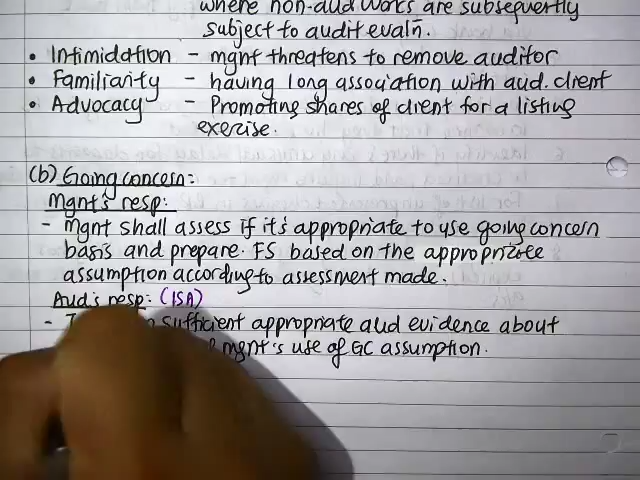 where non-aud works are subsequently
subject to audit evaln.
• Intimidation - mgnt threatens to remove auditor
• Familiarity - having long association with aud. client
• Advocacy - Promoting shares of client for a listing
exercise.
(b) Going concern:
Mgnt's resp:
- Mgnt shall assess if it's appropriate to use going concern
basis and prepare FS based on the appropriate
assumption according to assessment made.
Aud's resp: (ISA)
- sufficient appropriate aud evidence about
mgnt's use of GC assumption.